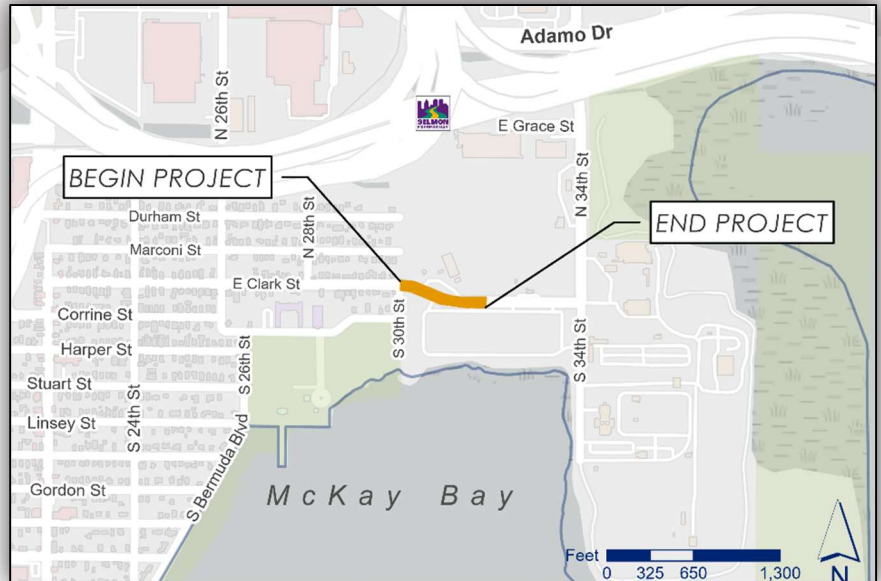 Adamo Dr
N 26th St
SELMON
E Grace St
BEGIN PROJECT
N 34th St
Durham St
N 28th St
END PROJECT
Marconi St
E Clark St
Corrine St
S 30th St
Harper St
S 26th St
S 34th St
Stuart St
S 24th St
Linsey St
S Bermuda Blvd
Gordon St
McKay Bay
Feet
0 325 650 1,300
N